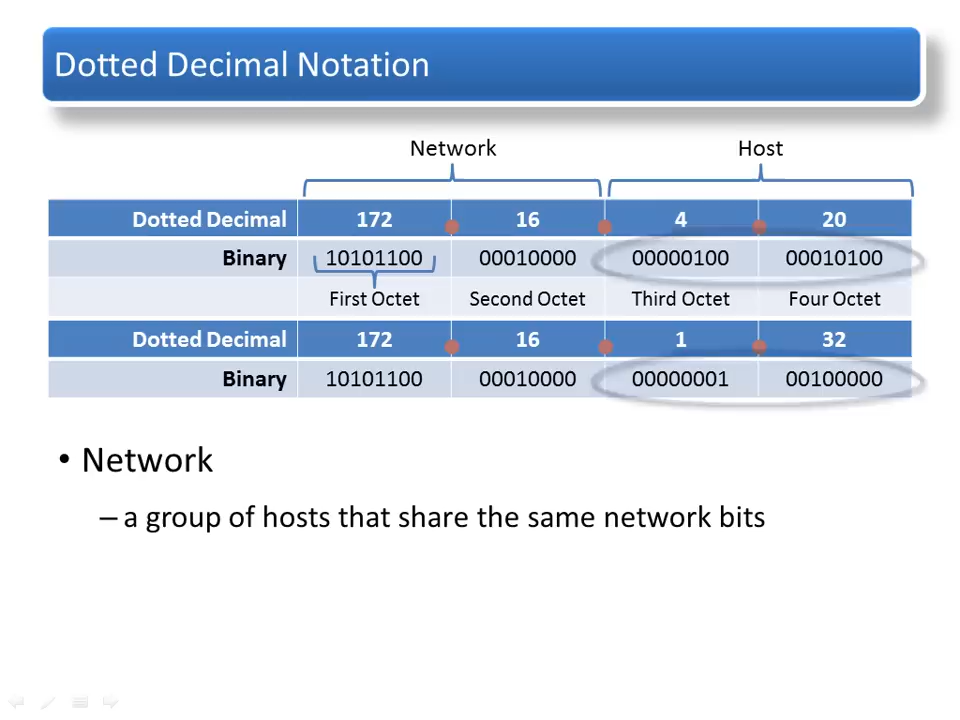 Dotted Decimal Notation
Network Host
Dotted Decimal 172 16 4 20
Binary 10101100 00010000 00000100 00010100
First Octet Second Octet Third Octet Four Octet
Dotted Decimal 172 16 1 32
Binary 10101100 00010000 00000001 00100000
• Network
– a group of hosts that share the same network bits